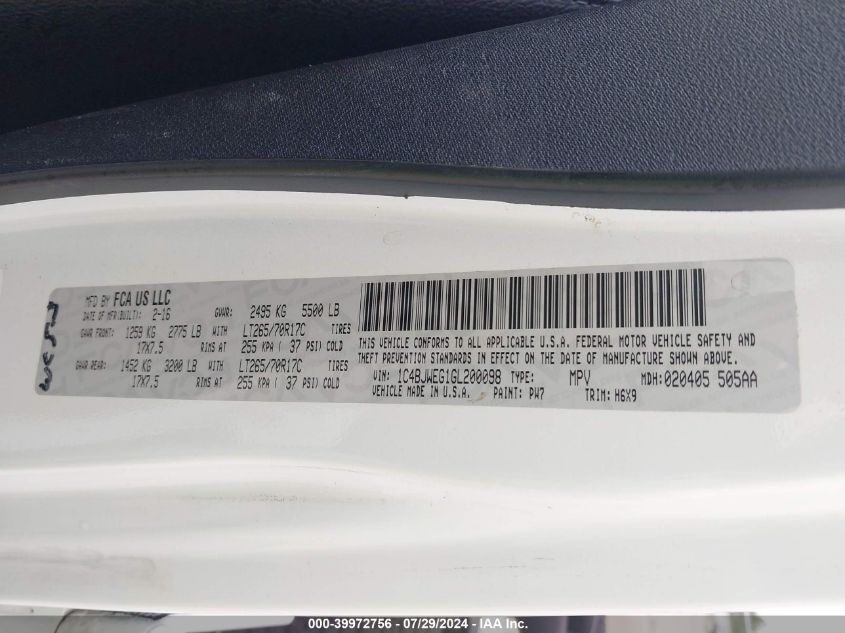 MFD BY FCA US LLC
DATE OF MFR(BUILT): 2-16 GVWR: 2495 KG 5500 LB
GAWR FRONT: 1259 KG 2775 LB WITH LT265/70R17C TIRES
17X7.5 RIMS AT 255 KPA ( 37 PSI) COLD
GAWR REAR: 1452 KG 3200 LB WITH LT265/70R17C TIRES
17X7.5 RIMS AT 255 KPA ( 37 PSI) COLD
THIS VEHICLE CONFORMS TO ALL APPLICABLE U.S.A. FEDERAL MOTOR VEHICLE SAFETY AND
THEFT PREVENTION STANDARDS IN EFFECT ON THE DATE OF MANUFACTURE SHOWN ABOVE.
VIN: 1C4BJWEG1GL200098 TYPE: MPV MDH:020405 505AA
VEHICLE MADE IN U.S.A. PAINT: PW7 TRIM: H6X9
000-39972756 - 07/29/2024 - IAA Inc.